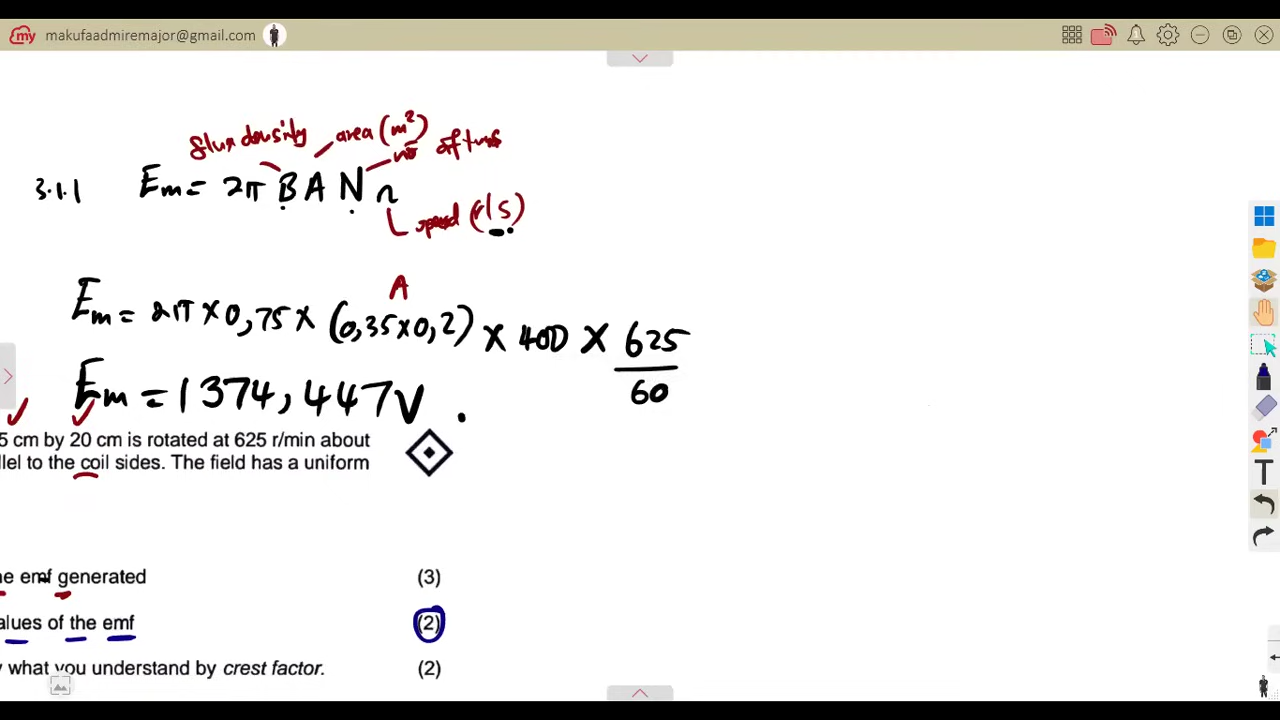 my makufaadmiremajor@gmail.com
flux density area (m²) no of turns
3.1.1 Em = 2π B A N n
speed (r/s)
A
Em = 2π × 0,75 × (0,35 × 0,2) × 400 × 625
60
Em = 1374,447V .
5 cm by 20 cm is rotated at 625 r/min about
llel to the coil sides. The field has a uniform
e emf generated (3)
alues of the emf (2)
y what you understand by crest factor. (2)
T